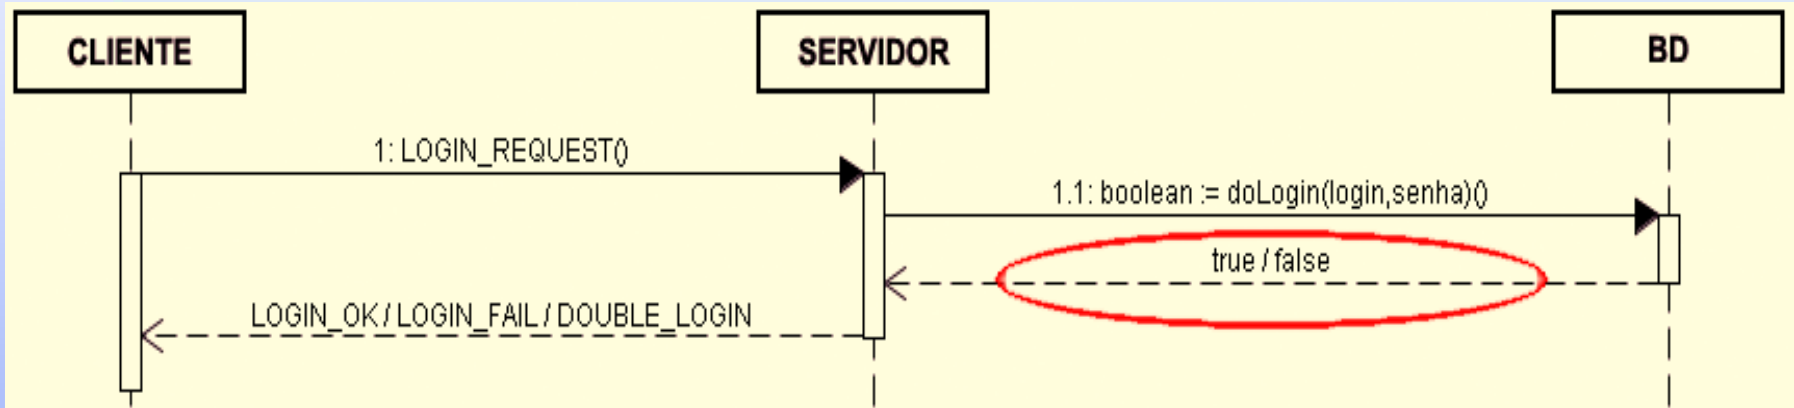 CLIENTE SERVIDOR BD
1: LOGIN_REQUEST()
1.1: boolean := doLogin(login,senha)()
true / false
LOGIN_OK / LOGIN_FAIL / DOUBLE_LOGIN